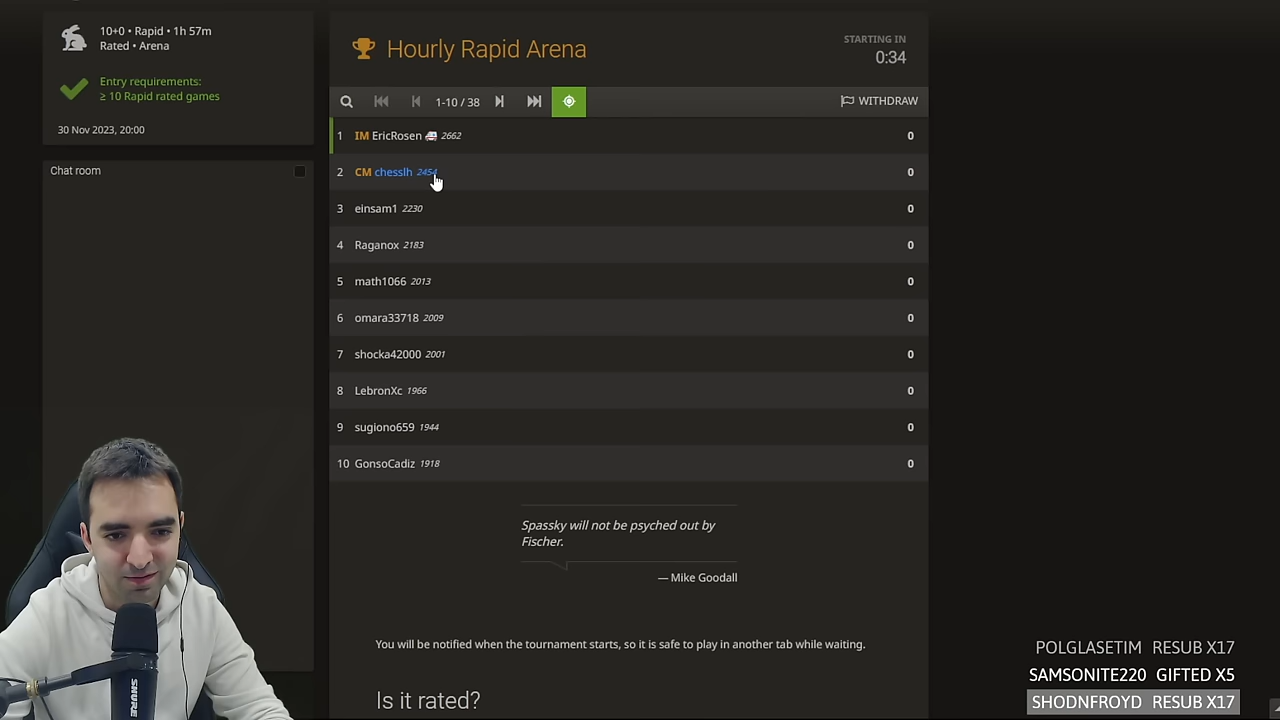 10+0 • Rapid • 1h 57m
Rated • Arena
Entry requirements:
≥ 10 Rapid rated games
30 Nov 2023, 20:00
Chat room
Hourly Rapid Arena
STARTING IN
0:34
1-10 / 38
WITHDRAW
1 IM EricRosen 2662 0
2 CM chesslh 2454 0
3 einsam1 2230 0
4 Raganox 2183 0
5 math1066 2013 0
6 omara33718 2009 0
7 shocka42000 2001 0
8 LebronXc 1966 0
9 sugiono659 1944 0
10 GonsoCadiz 1918 0
Spassky will not be psyched out by
Fischer.
— Mike Goodall
You will be notified when the tournament starts, so it is safe to play in another tab while waiting.
Is it rated?
SHURE
POLGLASETIM RESUB X17
SAMSONITE220 GIFTED X5
SHODNFROYD RESUB X17